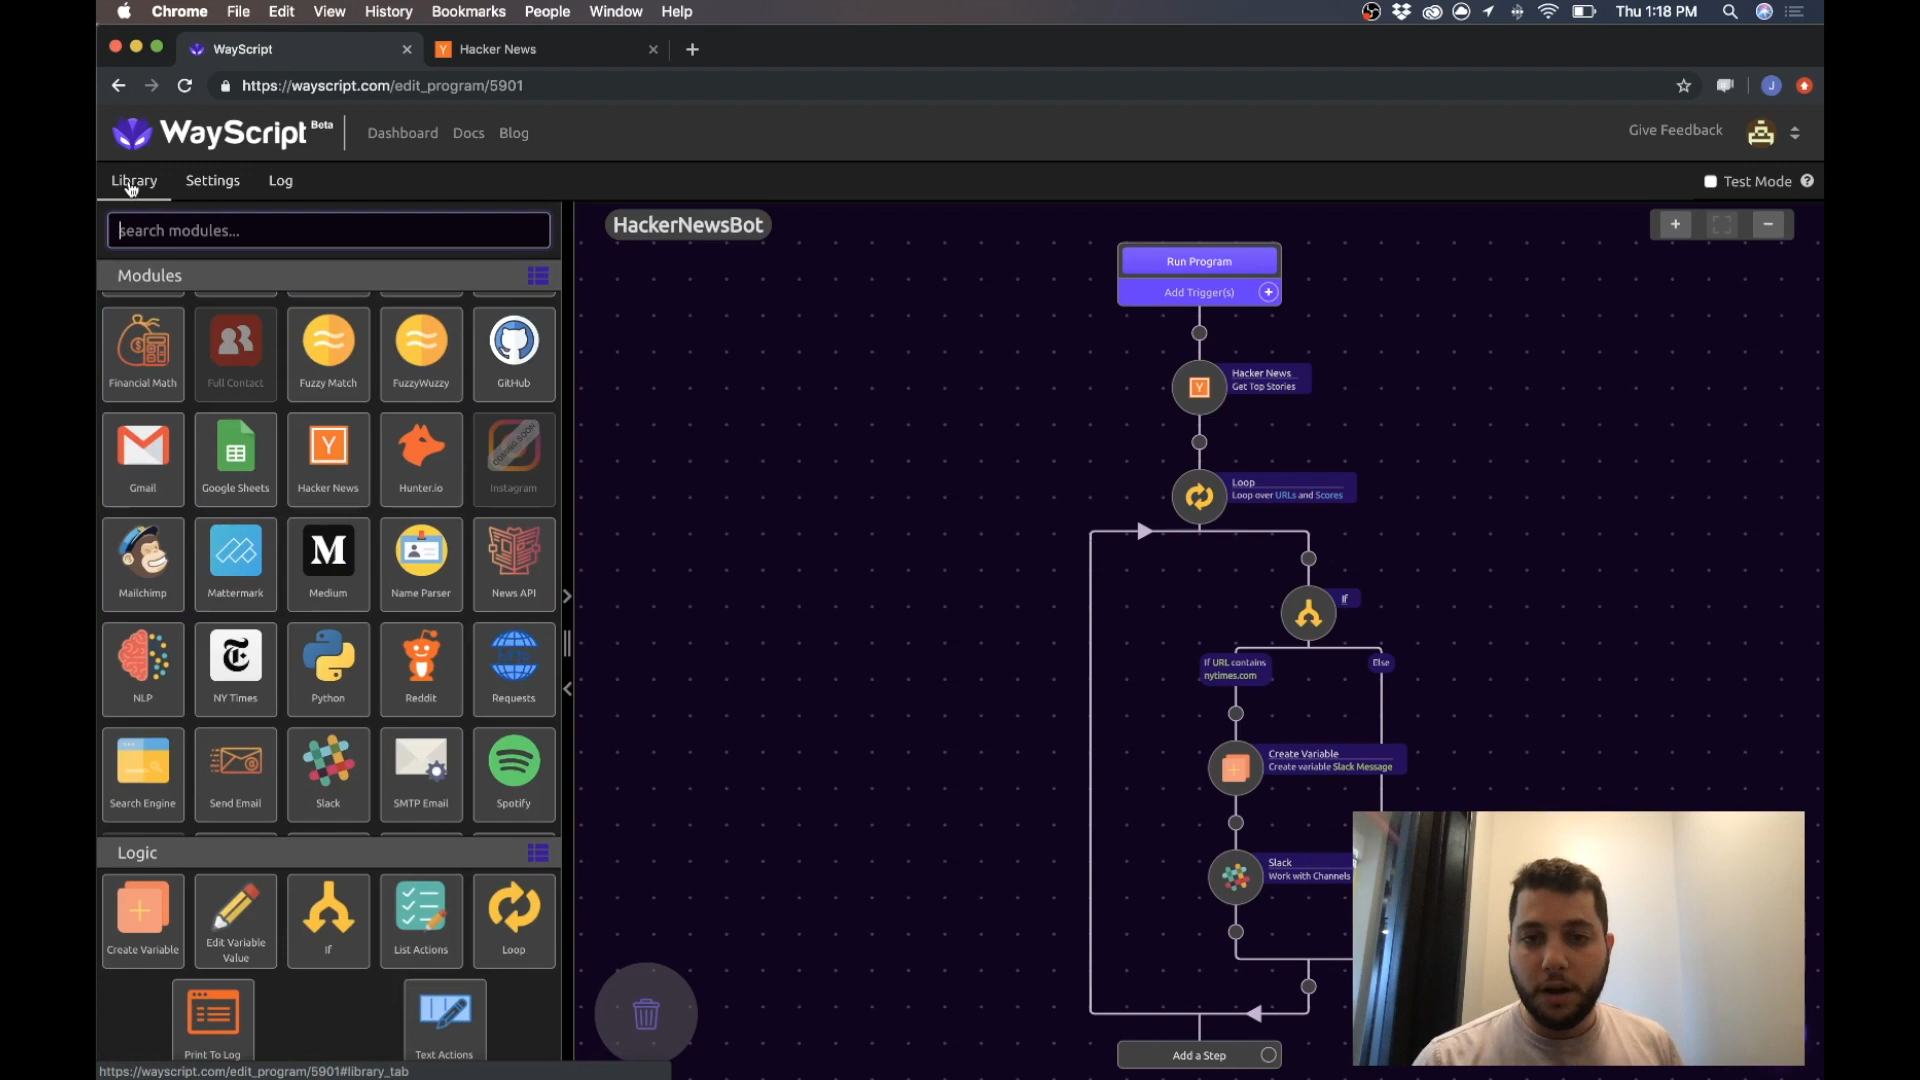 Chrome File Edit View History Bookmarks People Window Help Thu 1:18 PM
WayScript Hacker News
https://wayscript.com/edit_program/5901 J
WayScript Beta Dashboard Docs Blog Give Feedback
Library Settings Log Test Mode
search modules...
HackerNewsBot
Modules
Run Program
Add Trigger(s)
Financial Math Full Contact Fuzzy Match FuzzyWuzzy GitHub
Hacker News
Get Top Stories
COMING SOON
Gmail Google Sheets Hacker News Hunter.io Instagram
Loop
Loop over URLs and Scores
Mailchimp Mattermark Medium Name Parser News API
If
If URL contains
nytimes.com
Else
NLP NY Times Python Reddit Requests
Create Variable
Create variable Slack Message
Search Engine Send Email Slack SMTP Email Spotify
Logic
Slack
Work with Channels
Create Variable Edit Variable Value If List Actions Loop
Print To Log Text Actions
Add a Step
https://wayscript.com/edit_program/5901#library_tab